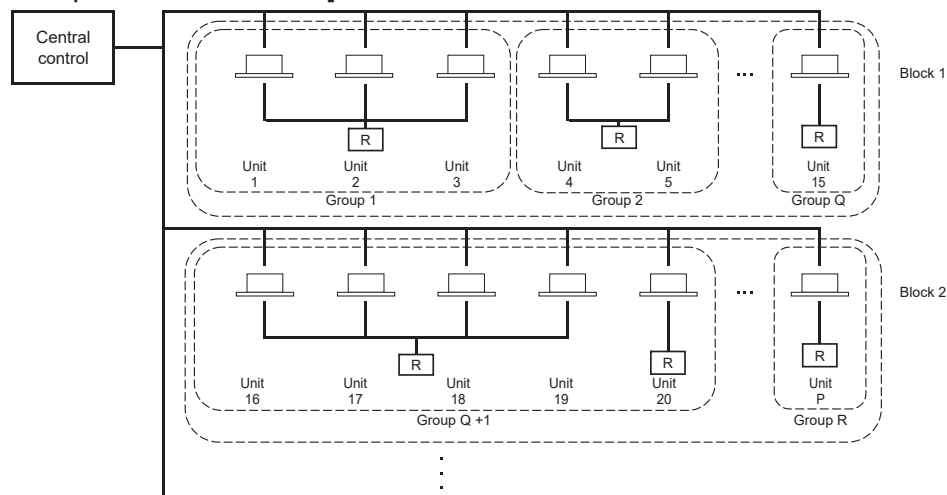 Central
control
Block 1
...
R
R
R
Unit
1
Unit
2
Unit
3
Unit
4
Unit
5
Unit
15
Group 1
Group 2
Group Q
Block 2
...
R
R
R
Unit
16
Unit
17
Unit
18
Unit
19
Unit
20
Unit
P
Group Q +1
Group R